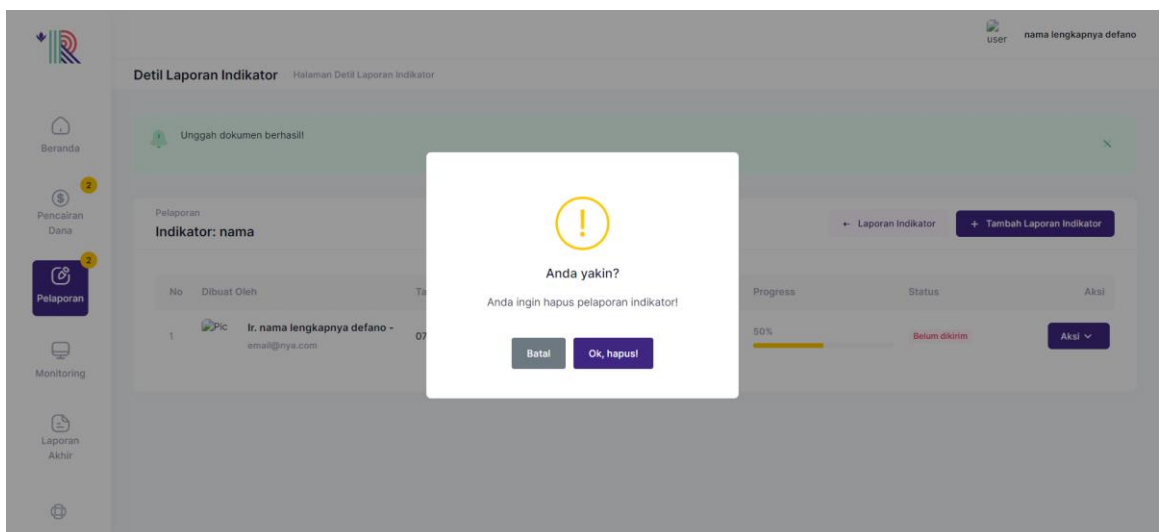 user
nama lengkapnya defano
Detil Laporan Indikator Halaman Detil Laporan Indikator
Beranda
Unggah dokumen berhasil!
2
Pencairan
Dana
Pelaporan
Indikator: nama
← Laporan Indikator
+ Tambah Laporan Indikator
2
Pelaporan
!
Anda yakin?
Anda ingin hapus pelaporan indikator!
Batal
Ok, hapus!
No Dibuat Oleh Ta Progress Status Aksi
1 Pic Ir. nama lengkapnya defano - 07 50% Belum dikirim Aksi
email@nya.com
Monitoring
Laporan
Akhir